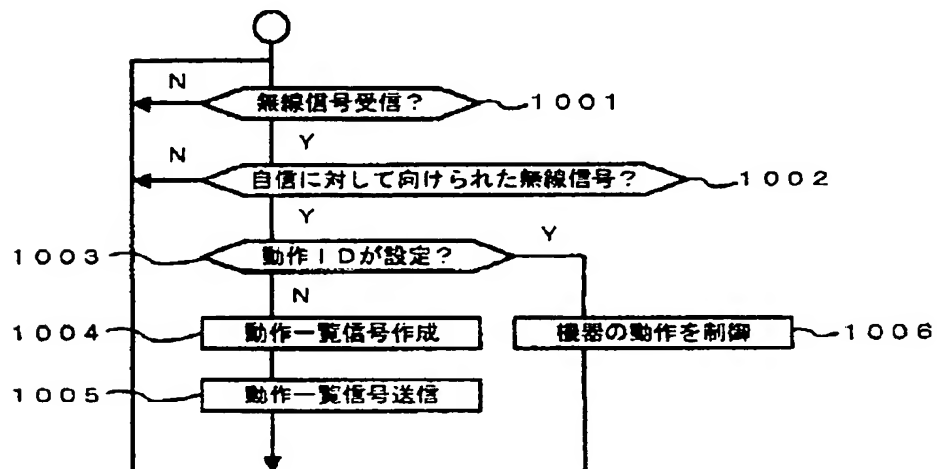 N
無線信号受信？ 1001
Y
N
自信に対して向けられた無線信号？ 1002
Y
Y
1003 動作IDが設定？
N
1004 動作一覧信号作成
機器の動作を制御 1006
1005 動作一覧信号送信